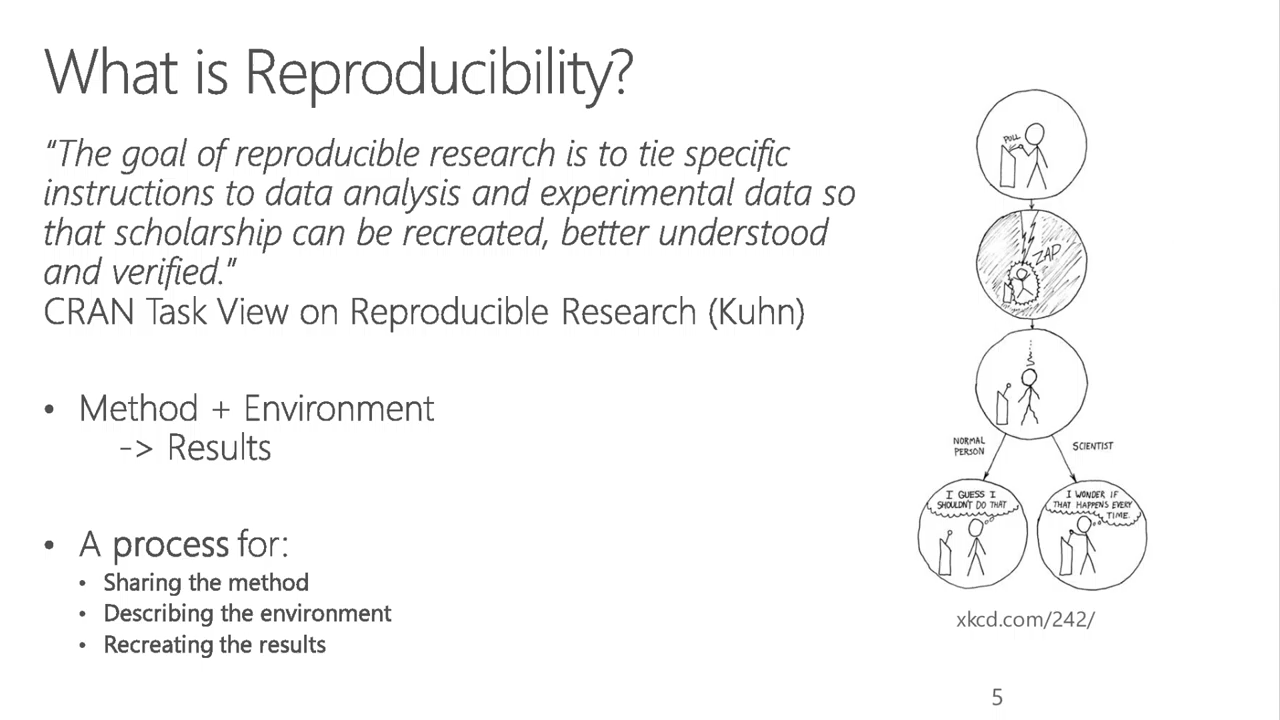 What is Reproducibility?
"The goal of reproducible research is to tie specific
instructions to data analysis and experimental data so
that scholarship can be recreated, better understood
and verified."
CRAN Task View on Reproducible Research (Kuhn)
• Method + Environment
-> Results
• A process for:
• Sharing the method
• Describing the environment
• Recreating the results
PULL
ZAP
NORMAL
PERSON
SCIENTIST
I GUESS I
SHOULDN'T DO THAT
I WONDER IF
THAT HAPPENS EVERY
TIME.
xkcd.com/242/
5